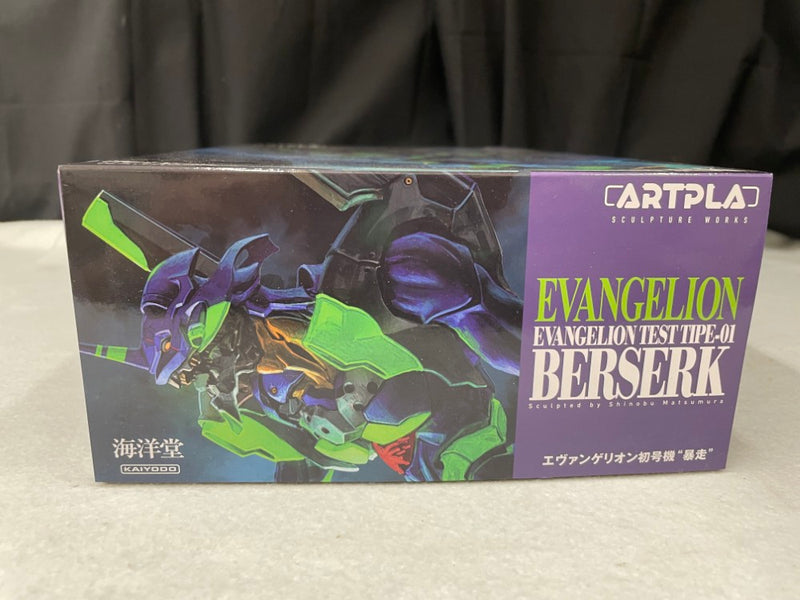 ARTPLA
SCULPTURE WORKS
EVANGELION
EVANGELION TEST TIPE-01
BERSERK
Sculpted by Shinobu Matsumura
エヴァンゲリオン初号機“暴走”
海洋堂
KAIYODO